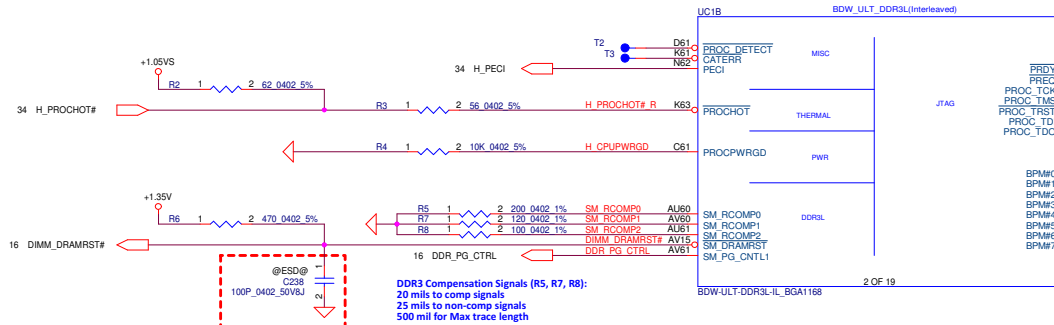 UC1B BDW_ULT_DDR3L(Interleaved)
T2 D61 PROC_DETECT MISC
T3 K61 CATERR
34 H_PECI N62 PECI
+1.05VS
R2 1 2 62_0402_5%
34 H_PROCHOT# R3 1 2 56_0402_5% H_PROCHOT#_R K63 PROCHOT
THERMAL
JTAG
PRDY
PREQ
PROC_TCK
PROC_TMS
PROC_TRST
PROC_TD
PROC_TDO
R4 1 2 10K_0402_5% H_CPUPWRGD C61 PROCPWRGD PWR
+1.35V
R6 1 2 470_0402_5%
R5 1 2 200_0402_1% SM_RCOMP0 AU60 SM_RCOMP0
R7 1 2 120_0402_1% SM_RCOMP1 AV60 SM_RCOMP1
R8 1 2 100_0402_1% SM_RCOMP2 AU61 SM_RCOMP2
DDR3L
16 DIMM_DRAMRST# DIMM_DRAMRST# AV15 SM_DRAMRST
16 DDR_PG_CTRL DDR_PG_CTRL AV61 SM_PG_CNTL1
BPM#0
BPM#1
BPM#2
BPM#3
BPM#4
BPM#5
BPM#6
BPM#7
2 OF 19
BDW-ULT-DDR3L-IL_BGA1168
@ESD@ 1
C238
100P_0402_50V8J
2
DDR3 Compensation Signals (R5, R7, R8):
20 mils to comp signals
25 mils to non-comp signals
500 mil for Max trace length